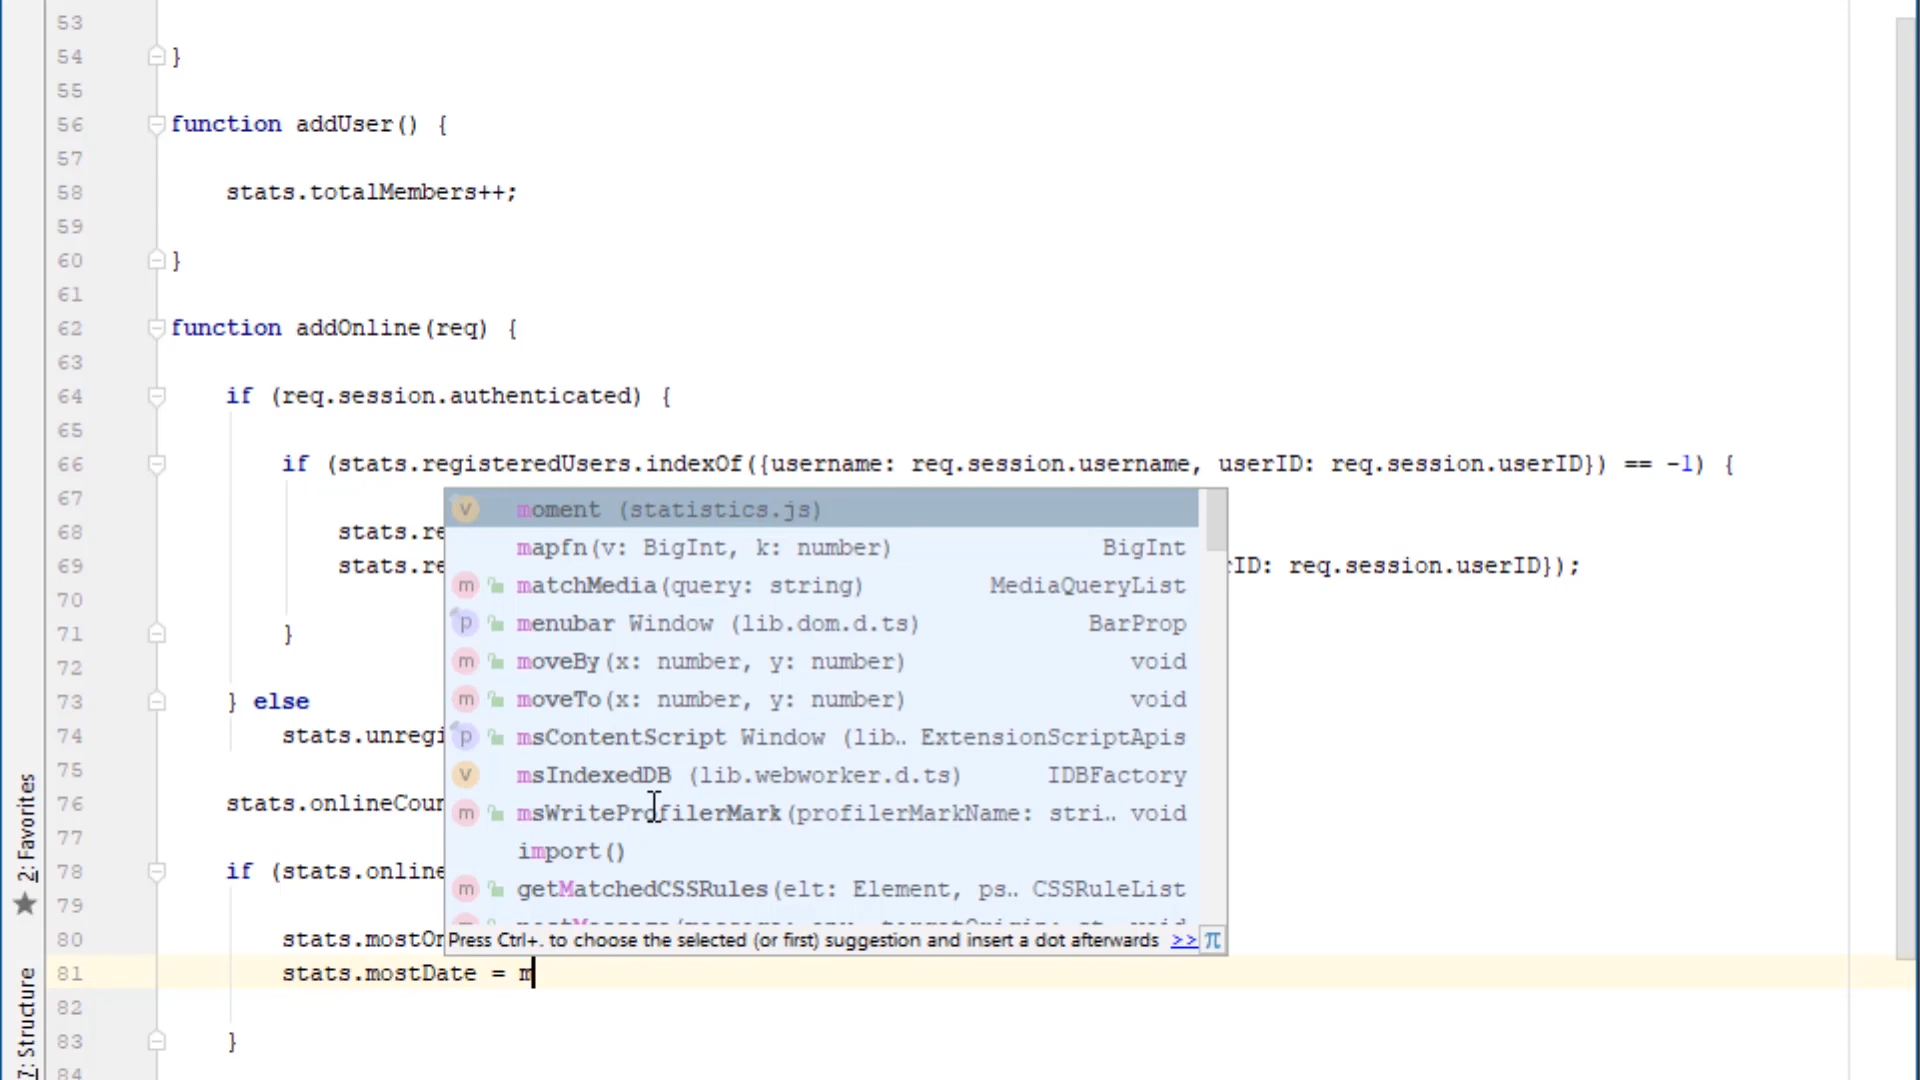 53
54 }
55
56 function addUser() {
57
58 stats.totalMembers++;
59
60 }
61
62 function addOnline(req) {
63
64 if (req.session.authenticated) {
65
66 if (stats.registeredUsers.indexOf({username: req.session.username, userID: req.session.userID}) == -1) {
67
moment (statistics.js)
68 stats.re
mapfn(v: BigInt, k: number) BigInt
69 stats.re ID: req.session.userID});
matchMedia(query: string) MediaQueryList
70
menubar Window (lib.dom.d.ts) BarProp
71 }
moveBy(x: number, y: number) void
72
moveTo(x: number, y: number) void
73 } else
74 stats.unregi
msContentScript Window (lib.. ExtensionScriptApis
75
msIndexedDB (lib.webworker.d.ts) IDBFactory
76 stats.onlineCour
msWriteProfilerMark(profilerMarkName: stri.. void
77
import()
78 if (stats.online
getMatchedCSSRules(elt: Element, ps.. CSSRuleList
79
80 stats.mostOr
Press Ctrl+. to choose the selected (or first) suggestion and insert a dot afterwards >> π
81 stats.mostDate = m
82
83 }
84
2: Favorites
7: Structure